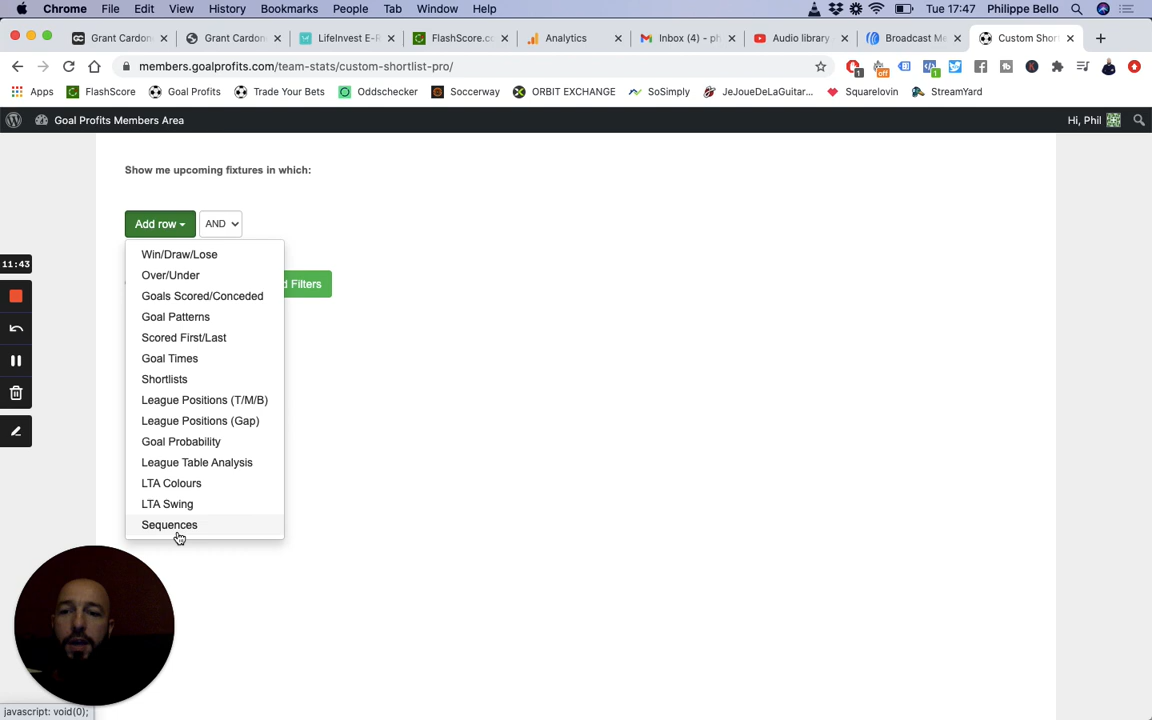 Chrome File Edit View History Bookmarks People Tab Window Help Tue 17:47 Philippe Bello
Grant Cardon Grant Cardon LifeInvest E-R FlashScore.co Analytics Inbox (4) - ph Audio library Broadcast Me Custom Short
members.goalprofits.com/team-stats/custom-shortlist-pro/
Apps FlashScore Goal Profits Trade Your Bets Oddschecker Soccerway ORBIT EXCHANGE SoSimply JeJoueDeLaGuitar... Squarelovin StreamYard
Goal Profits Members Area Hi, Phil
Show me upcoming fixtures in which:
Add row AND
Win/Draw/Lose
11:43
Over/Under
d Filters
Goals Scored/Conceded
Goal Patterns
Scored First/Last
Goal Times
Shortlists
League Positions (T/M/B)
League Positions (Gap)
Goal Probability
League Table Analysis
LTA Colours
LTA Swing
Sequences
javascript: void(0);